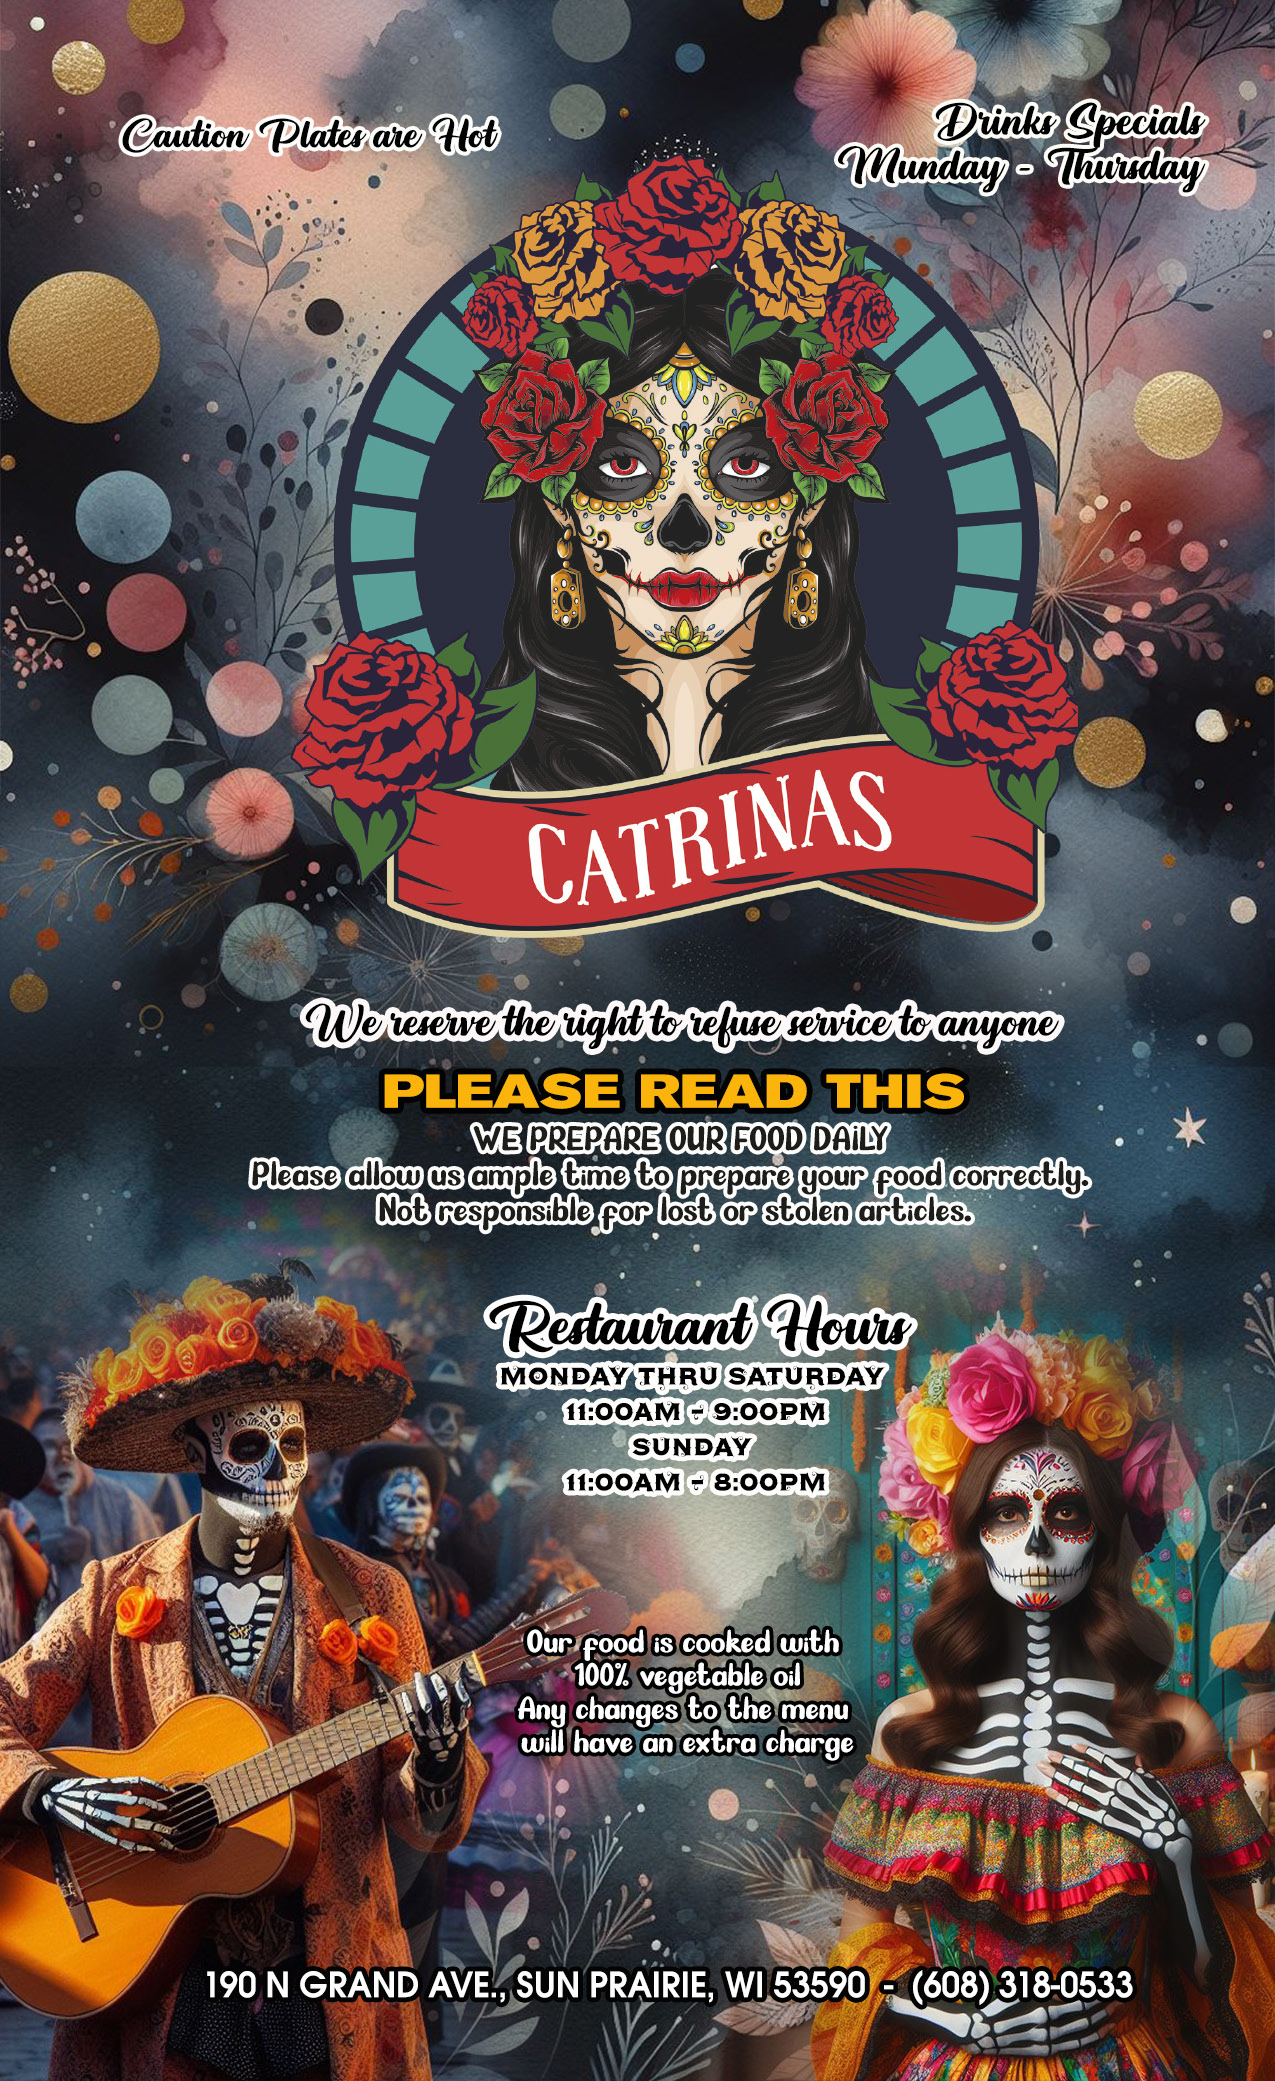 Caution Plates are Hot
Drinks Specials
Munday - Thursday
CATRINAS
We reserve the right to refuse service to anyone
PLEASE READ THIS
WE PREPARE OUR FOOD DAILY
Please allow us ample time to prepare your food correctly.
Not responsible for lost or stolen articles.
Restaurant Hours
MONDAY THRU SATURDAY
11:00AM - 9:00PM
SUNDAY
11:00AM - 8:00PM
Our food is cooked with
100% vegetable oil
Any changes to the menu
will have an extra charge
190 N GRAND AVE., SUN PRAIRIE, WI 53590 - (608) 318-0533